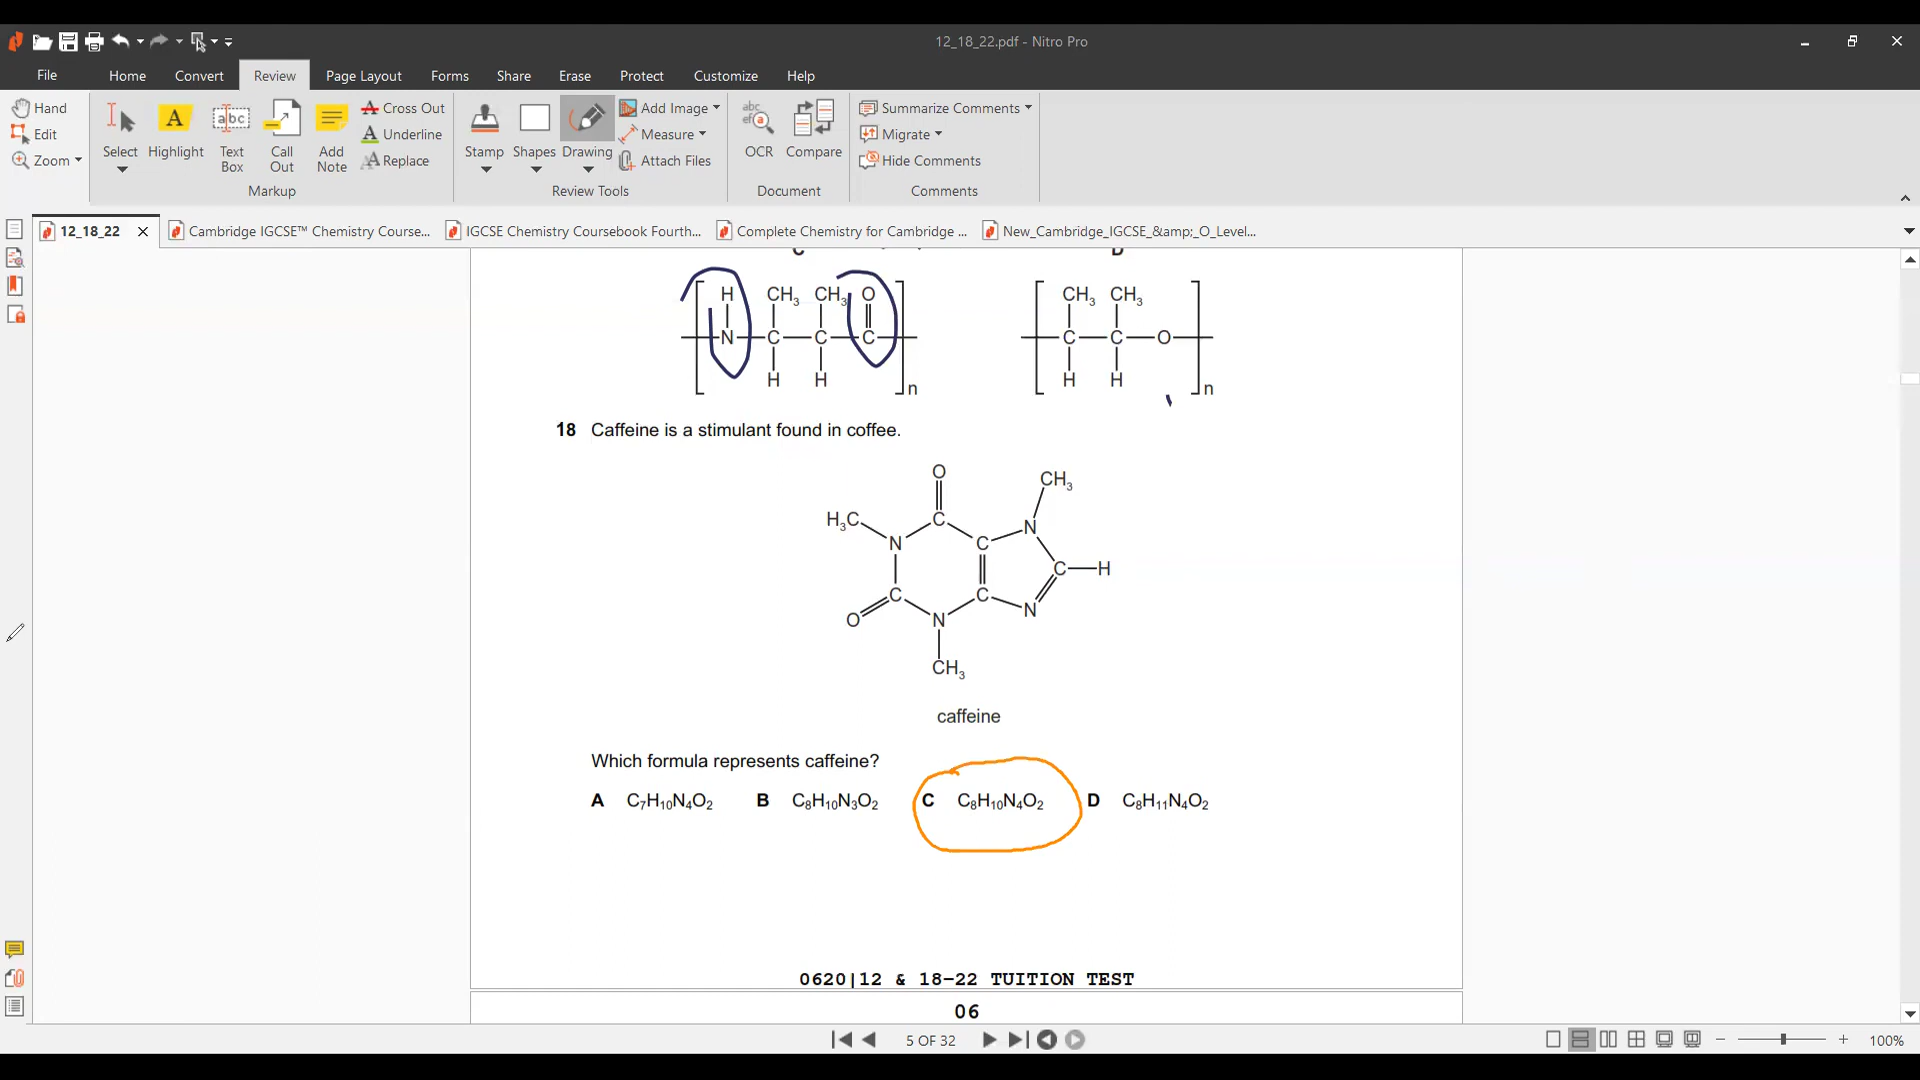 12_18_22.pdf - Nitro Pro
File Home Convert Review Page Layout Forms Share Erase Protect Customize Help
Hand
Edit
Zoom
Select
Highlight
Text Box
Call Out
Add Note
Cross Out
Underline
Replace
Markup
Stamp
Shapes
Drawing
Add Image
Measure
Attach Files
Review Tools
OCR
Compare
Document
Summarize Comments
Migrate
Hide Comments
Comments
12_18_22
Cambridge IGCSE™ Chemistry Course...
IGCSE Chemistry Coursebook Fourth...
Complete Chemistry for Cambridge ...
New_Cambridge_IGCSE_&amp;_O_Level...
C D
H CH₃ CH₃ O CH₃ CH₃
N C C C C C O
H H n H H n
18 Caffeine is a stimulant found in coffee.
O
CH₃
H₃C C N
N C
C H
C C
O N N
CH₃
caffeine
Which formula represents caffeine?
A C₇H₁₀N₄O₂ B C₈H₁₀N₃O₂ C C₈H₁₀N₄O₂ D C₈H₁₁N₄O₂
0620|12 & 18-22 TUITION TEST
06
5 OF 32
100%